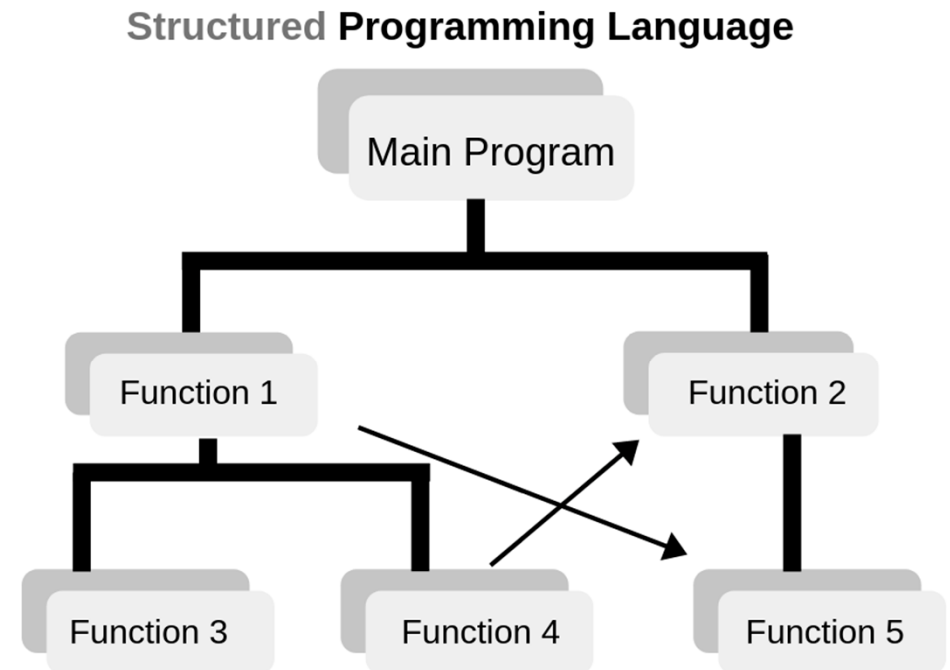 Structured Programming Language
Main Program
Function 1
Function 2
Function 3
Function 4
Function 5